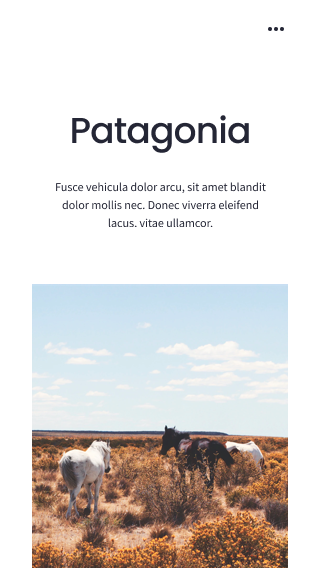 Patagonia
Fusce vehicula dolor arcu, sit amet blandit
dolor mollis nec. Donec viverra eleifend
lacus. vitae ullamcor.